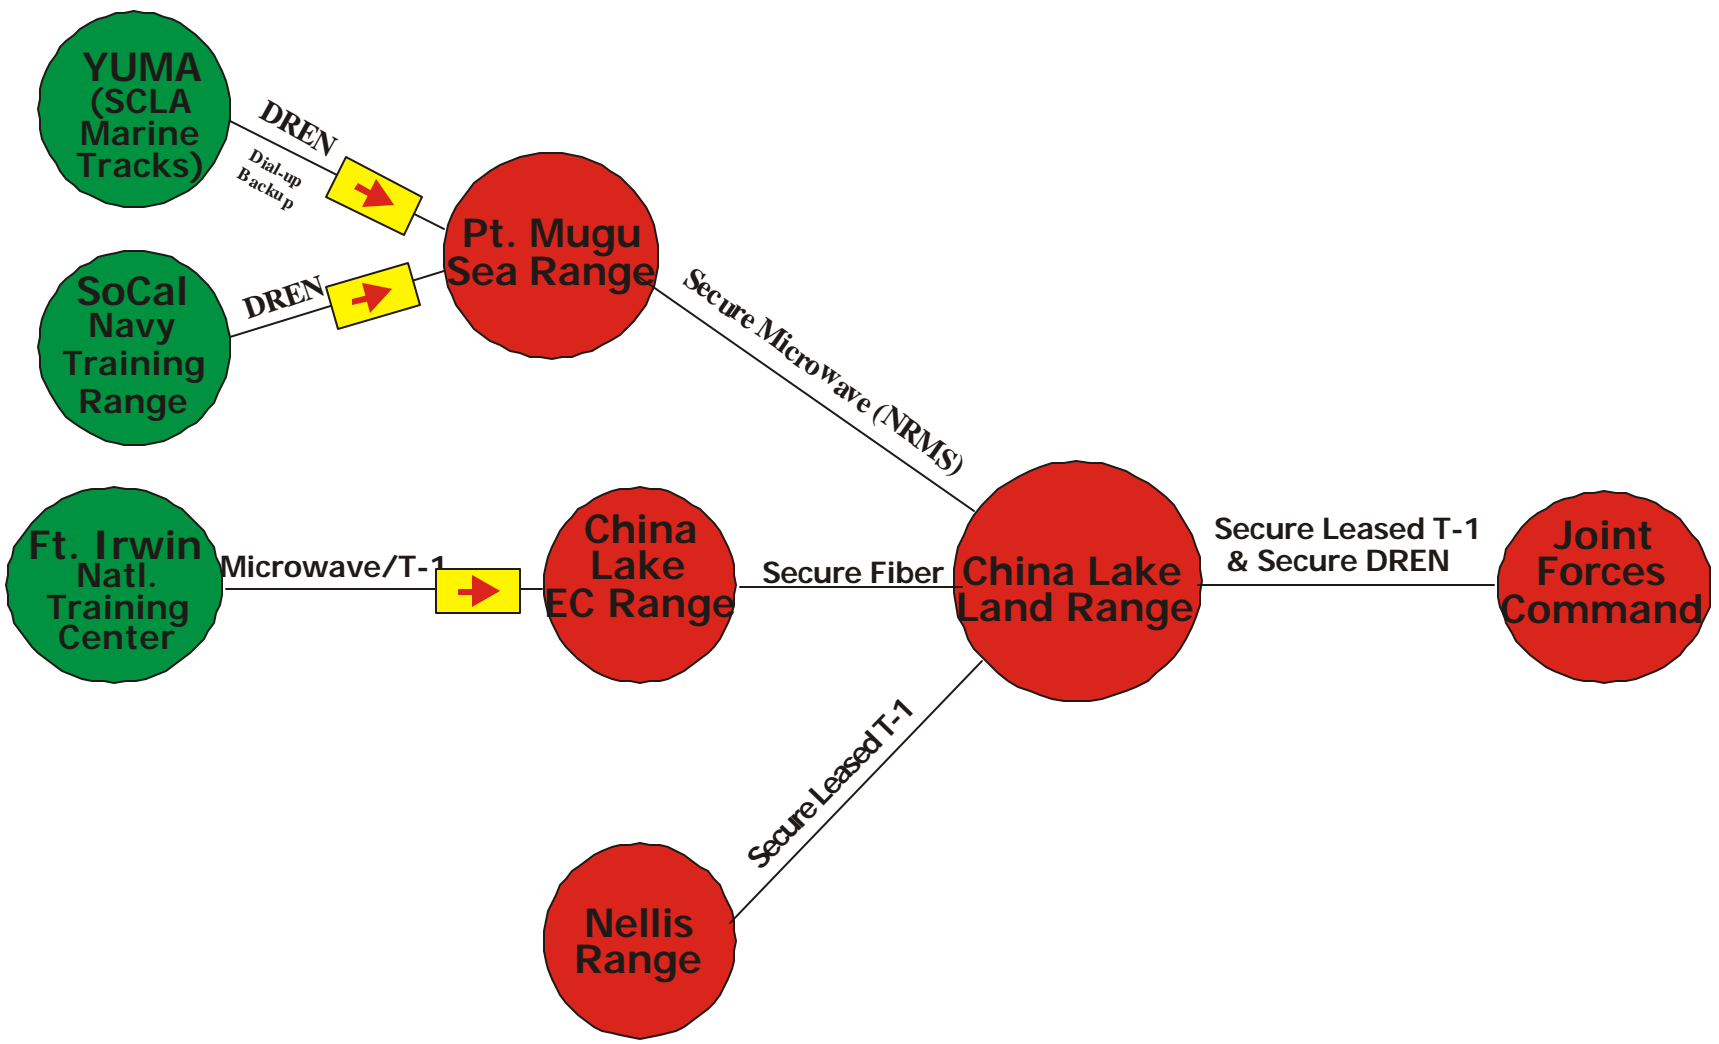 YUMA
(SCLA
Marine
Tracks)
DREN
Dial-up
Backup
SoCal
Navy
Training
Range
DREN
Pt. Mugu
Sea Range
Secure Microwave (NRMS)
Ft. Irwin
Natl.
Training
Center
Microwave/T-1
China
Lake
EC Range
Secure Fiber
China Lake
Land Range
Secure Leased T-1
& Secure DREN
Joint
Forces
Command
Secure Leased T-1
Nellis
Range